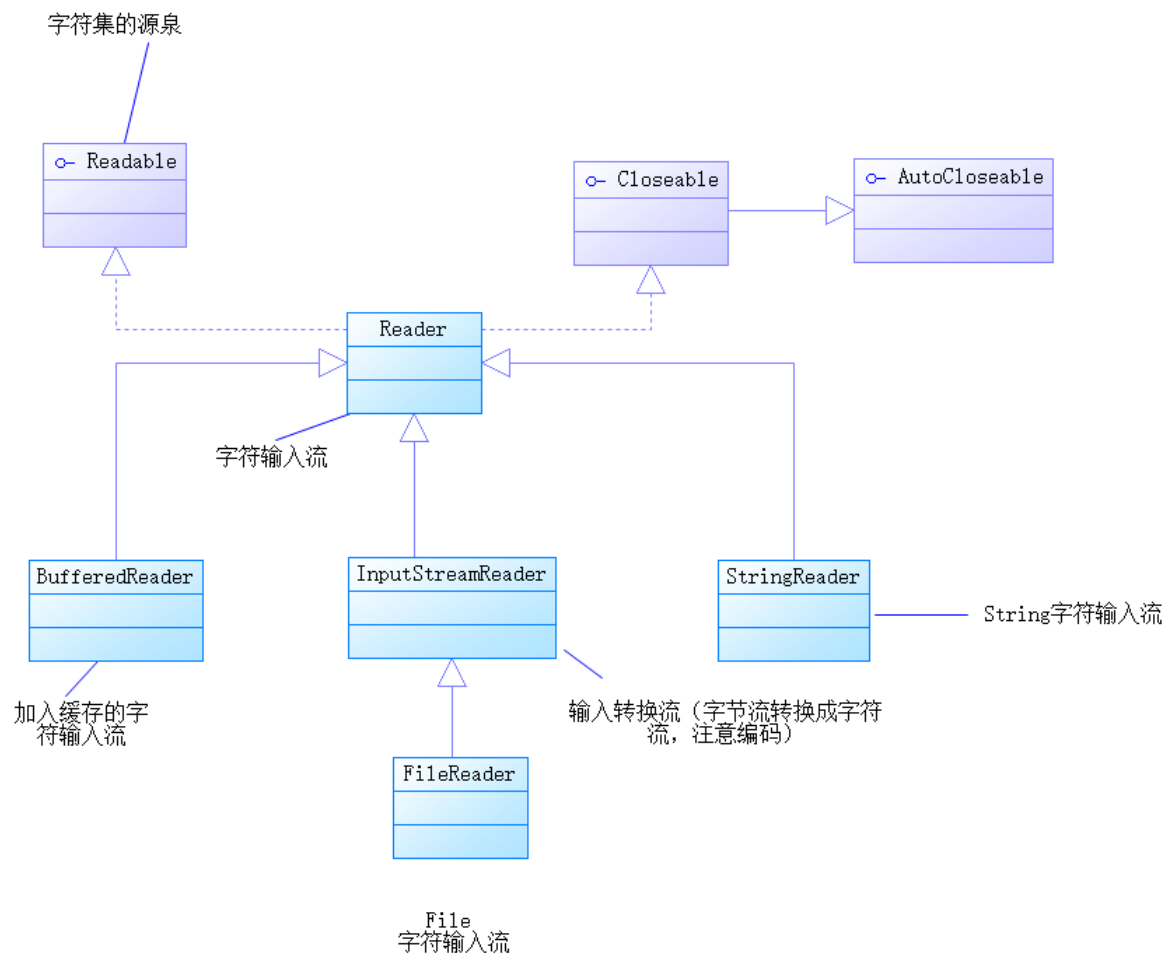 字符集的源泉
Readable
Closeable
AutoCloseable
Reader
字符输入流
BufferedReader
InputStreamReader
StringReader
String字符输入流
加入缓存的字
符输入流
输入转换流（字节流转换成字符
流，注意编码）
FileReader
File
字符输入流